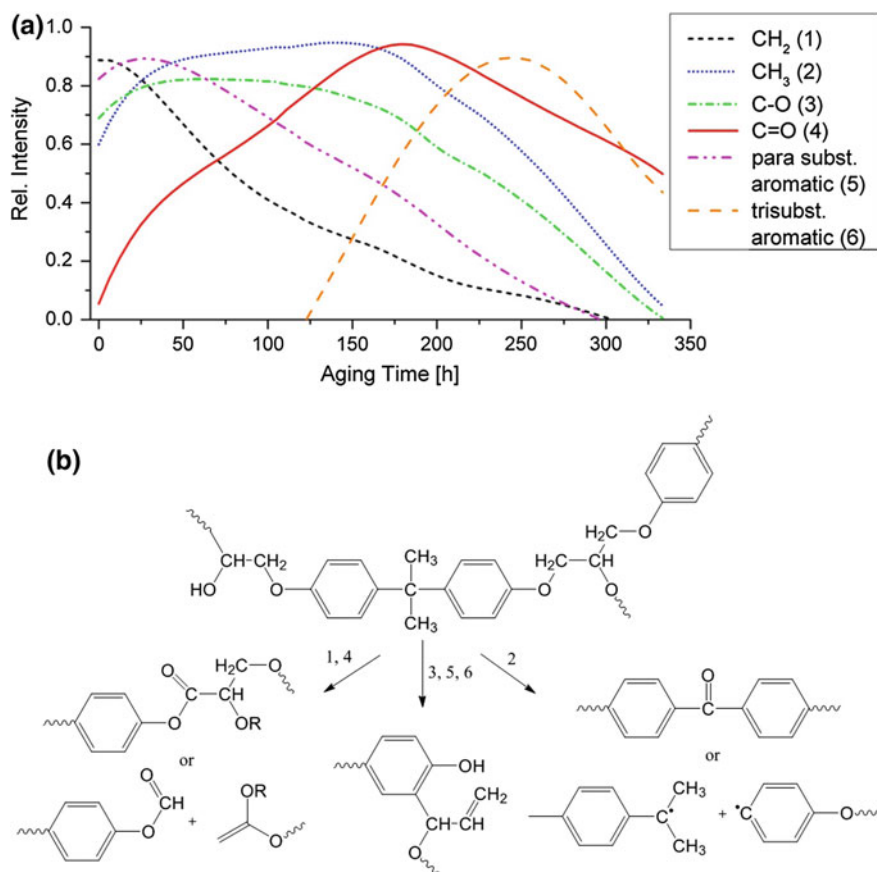 (a)
1.0
0.8
0.6
0.4
0.2
0.0
Rel. Intensity
0 50 100 150 200 250 300 350
Aging Time [h]
CH₂ (1)
CH₃ (2)
C-O (3)
C=O (4)
para subst.
aromatic (5)
trisubst.
aromatic (6)
(b)
H₂C O
CH CH₂ CH₃ H₂C CH
HO O C O O
CH₃
1, 4
3, 5, 6
2
O H₂C O
CH
O OR
or
O
CH
O
+
OR
O
OH
CH₂
CH CH
O
O
C
or
CH₃
C•
CH₃
+
•C
O